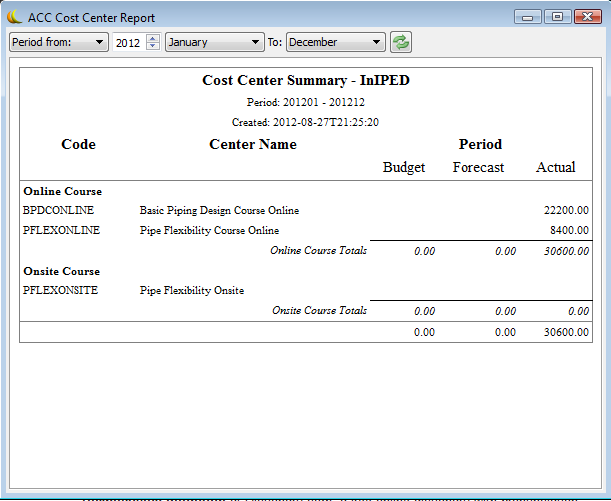 ACC Cost Center Report
Period from: 2012 January To: December
Cost Center Summary - InIPED
Period: 201201 - 201212
Created: 2012-08-27T21:25:20
Code Center Name Period
Budget Forecast Actual
Online Course
BPDCONLINE Basic Piping Design Course Online 22200.00
PFLEXONLINE Pipe Flexibility Course Online 8400.00
Online Course Totals 0.00 0.00 30600.00
Onsite Course
PFLEXONSITE Pipe Flexibility Onsite
Onsite Course Totals 0.00 0.00 0.00
0.00 0.00 30600.00